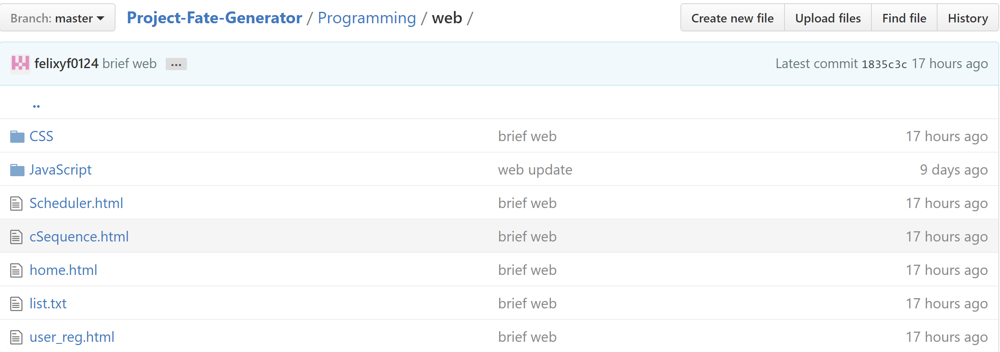 Branch: master Project-Fate-Generator / Programming / web / Create new file Upload files Find file History
felixyf0124 brief web ... Latest commit 1835c3c 17 hours ago
..
CSS brief web 17 hours ago
JavaScript web update 9 days ago
Scheduler.html brief web 17 hours ago
cSequence.html brief web 17 hours ago
home.html brief web 17 hours ago
list.txt brief web 17 hours ago
user_reg.html brief web 17 hours ago